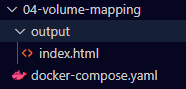 04-volume-mapping
output
index.html
docker-compose.yaml